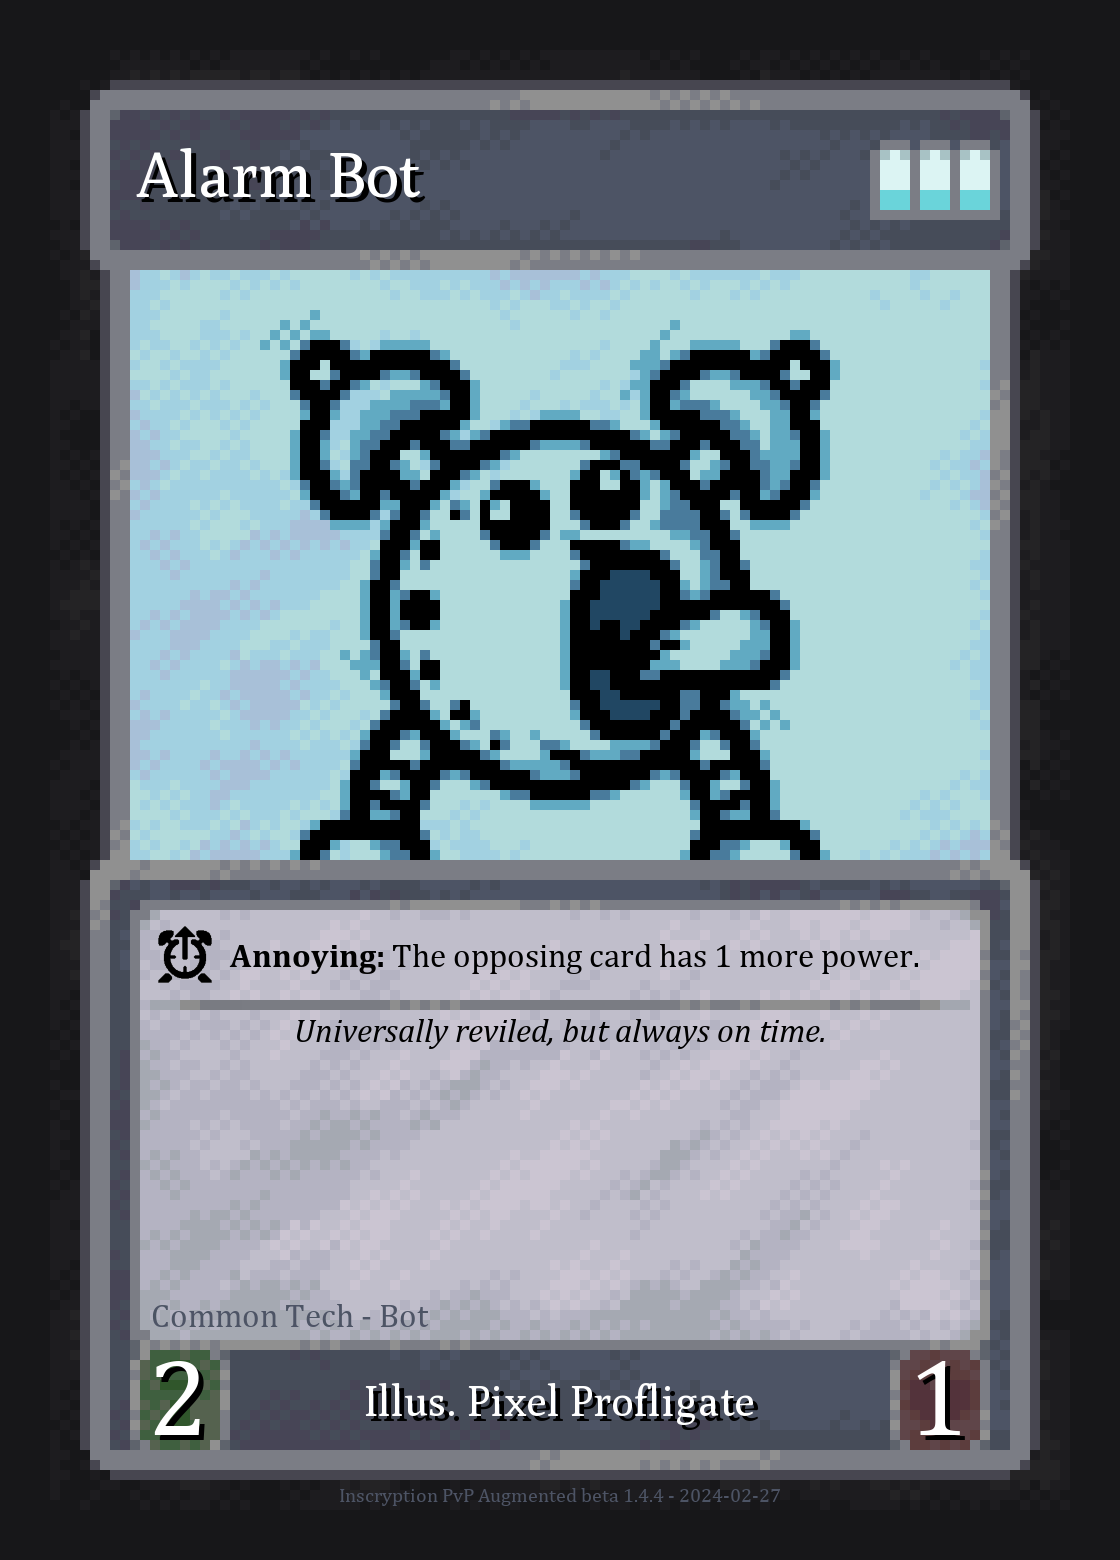 Alarm Bot
Annoying: The opposing card has 1 more power.
Universally reviled, but always on time.
Common Tech - Bot
2
Illus. Pixel Profligate
1
Inscryption PvP Augmented beta 1.4.4 - 2024-02-27